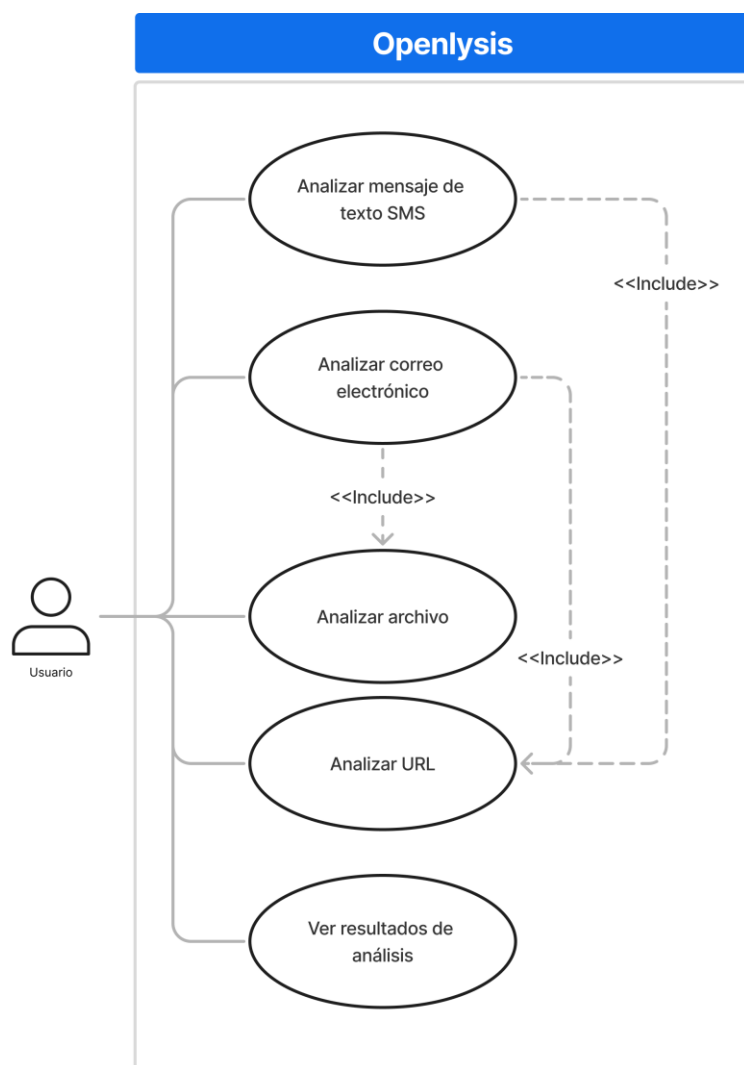 Openlysis
Analizar mensaje de
texto SMS
<<Include>>
Analizar correo
electrónico
<<Include>>
Analizar archivo
<<Include>>
Usuario
Analizar URL
Ver resultados de
análisis